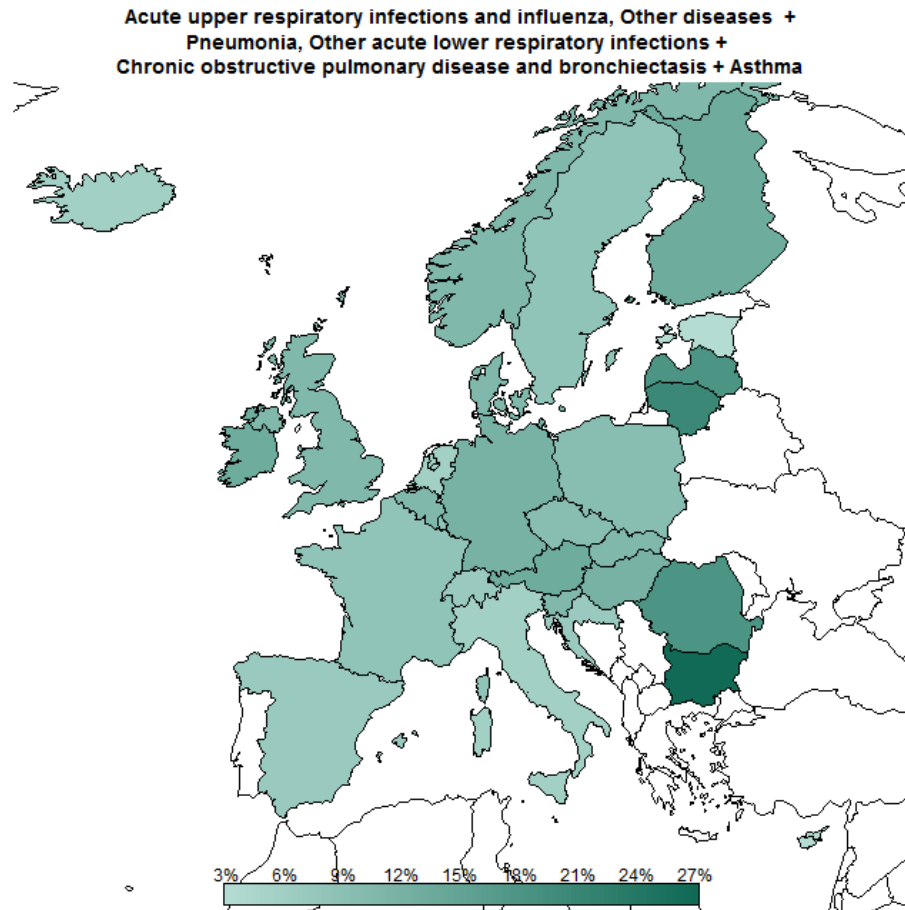 Acute upper respiratory infections and influenza, Other diseases +
Pneumonia, Other acute lower respiratory infections +
Chronic obstructive pulmonary disease and bronchiectasis + Asthma
3% 6% 9% 12% 15% 18% 21% 24% 27%